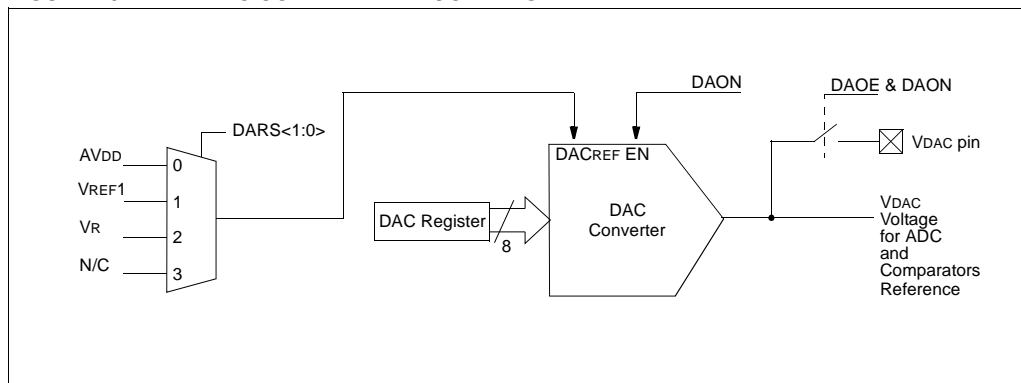 DAON
DAOE & DAON
DARS<1:0>
AVDD
0
VREF1
1
VR
2
N/C
3
DACREF EN
DAC Register
8
DAC
Converter
VDAC pin
VDAC
Voltage
for ADC
and
Comparators
Reference